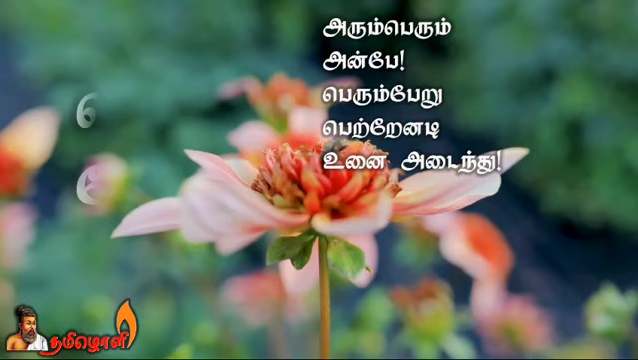 அரும்பெரும்
அன்பே!
பெரும்பேறு
பெற்றேனடி
உனை அடைந்து!
தமிழொளி